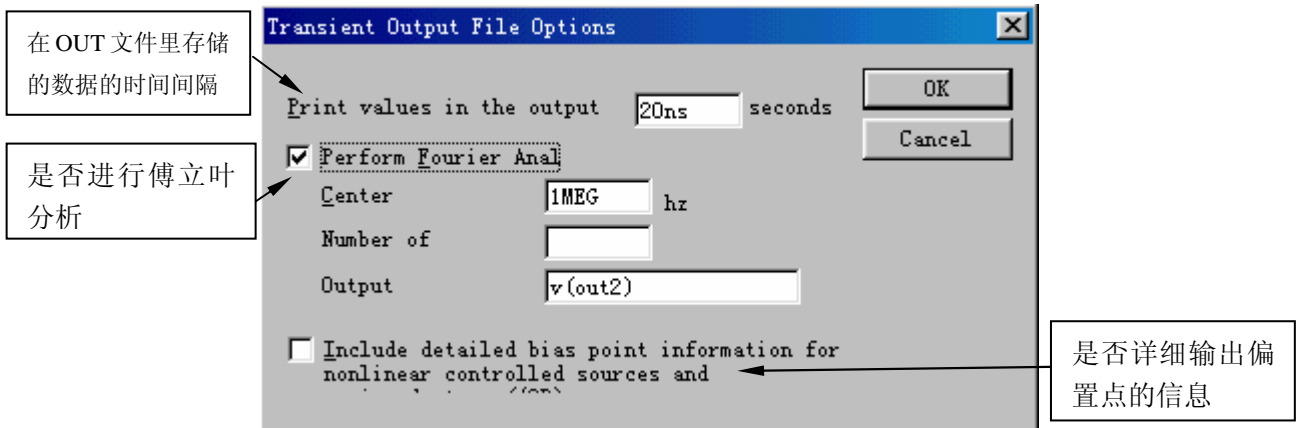 在 OUT 文件里存储
的数据的时间间隔
是否进行傅立叶
分析
Transient Output File Options
Print values in the output 20ns seconds
OK
Cancel
Perform Fourier Anal
Center 1MEG hz
Number of
Output v(out2)
Include detailed bias point information for
nonlinear controlled sources and
是否详细输出偏
置点的信息